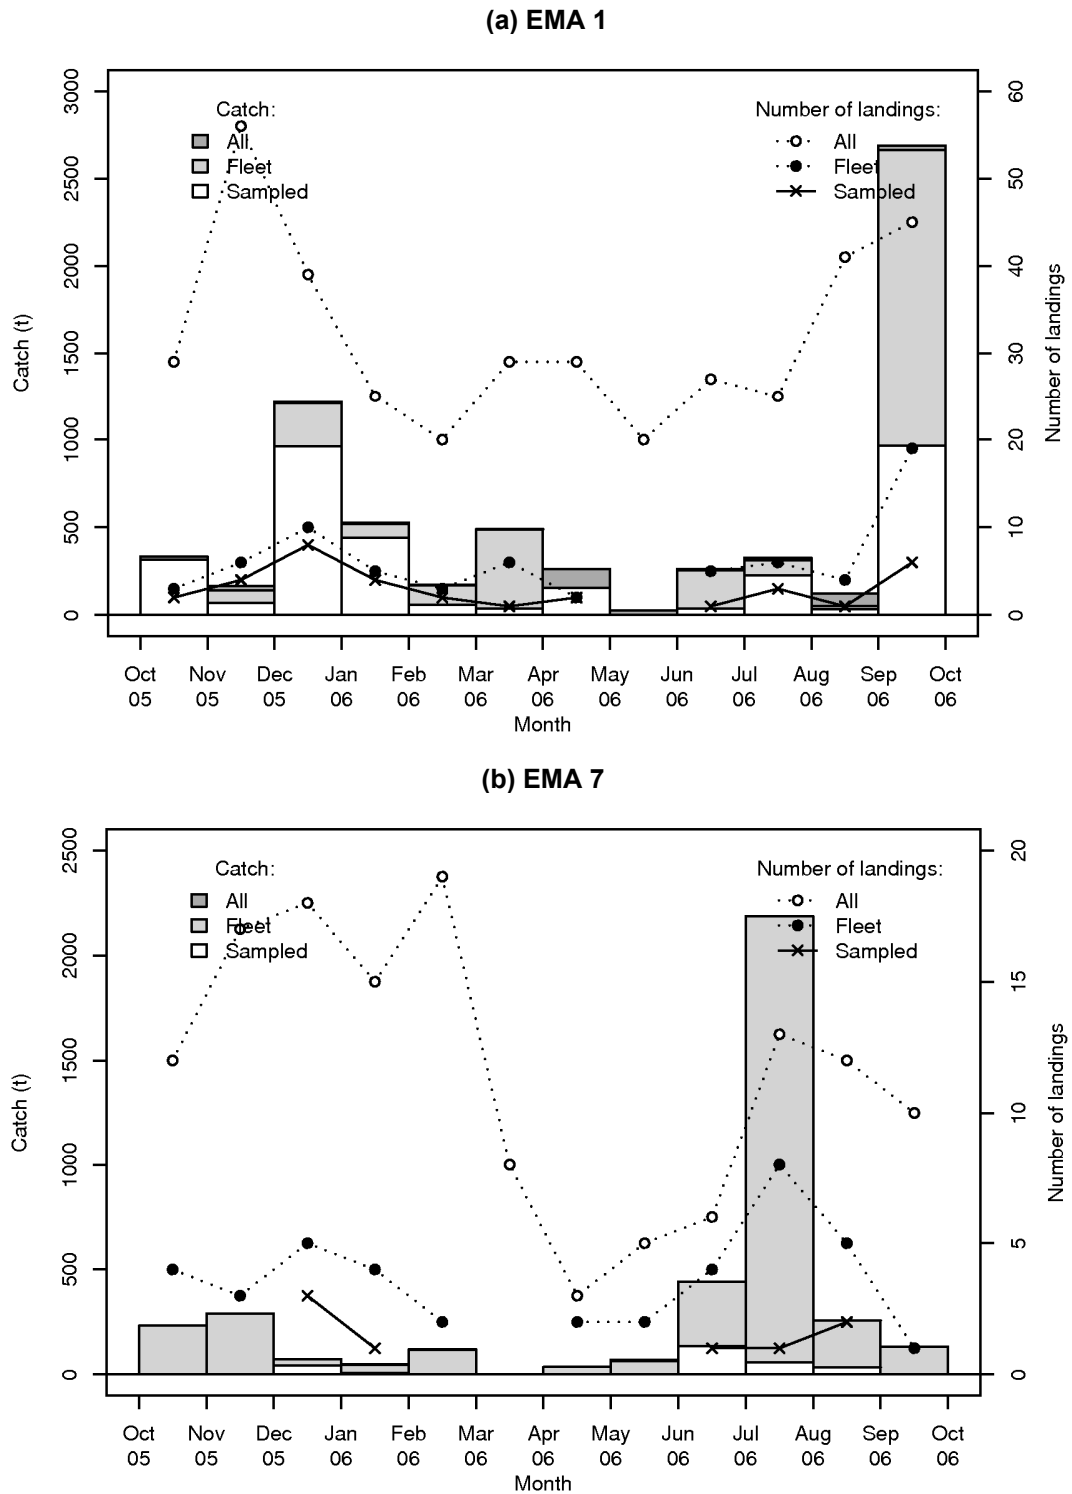 (a) EMA 1
3000
2500
2000
1500
1000
500
0
Catch (t)
Catch:
All
Fleet
Sampled
Number of landings:
All
Fleet
Sampled
60
50
40
30
20
10
0
Number of landings
Oct Nov Dec Jan Feb Mar Apr May Jun Jul Aug Sep Oct
05 05 05 06 06 06 06 06 06 06 06 06 06
Month
(b) EMA 7
2500
2000
1500
1000
500
0
Catch (t)
Catch:
All
Fleet
Sampled
Number of landings:
All
Fleet
Sampled
20
15
10
5
0
Number of landings
Oct Nov Dec Jan Feb Mar Apr May Jun Jul Aug Sep Oct
05 05 05 06 06 06 06 06 06 06 06 06 06
Month